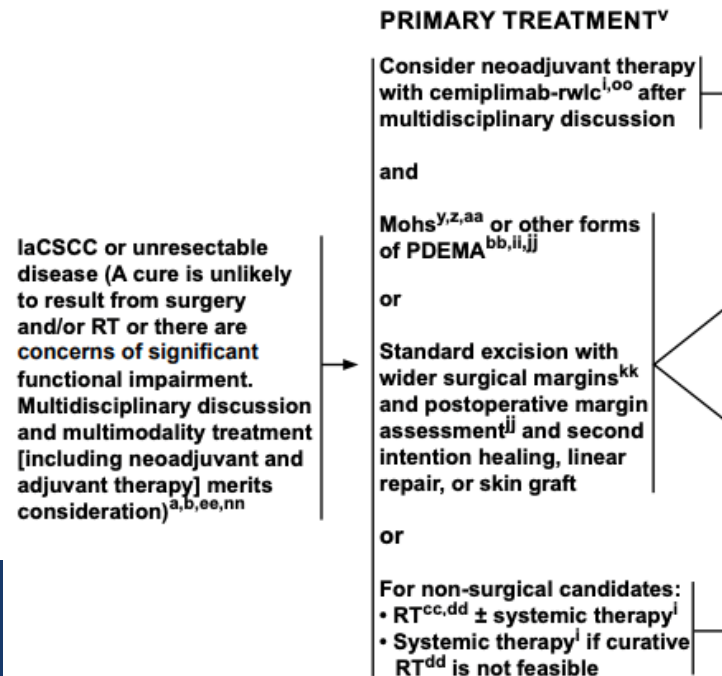 PRIMARY TREATMENTv
Consider neoadjuvant therapy
with cemiplimab-rwlci,oo after
multidisciplinary discussion
and
Mohsy,z,aa or other forms
of PDEMAbb,ii,jj
or
Standard excision with
wider surgical marginskk
and postoperative margin
assessmentjj and second
intention healing, linear
repair, or skin graft
or
For non-surgical candidates:
• RTcc,dd ± systemic therapyi
• Systemic therapyi if curative
RTdd is not feasible
laCSCC or unresectable
disease (A cure is unlikely
to result from surgery
and/or RT or there are
concerns of significant
functional impairment.
Multidisciplinary discussion
and multimodality treatment
[including neoadjuvant and
adjuvant therapy] merits
consideration)a,b,ee,nn